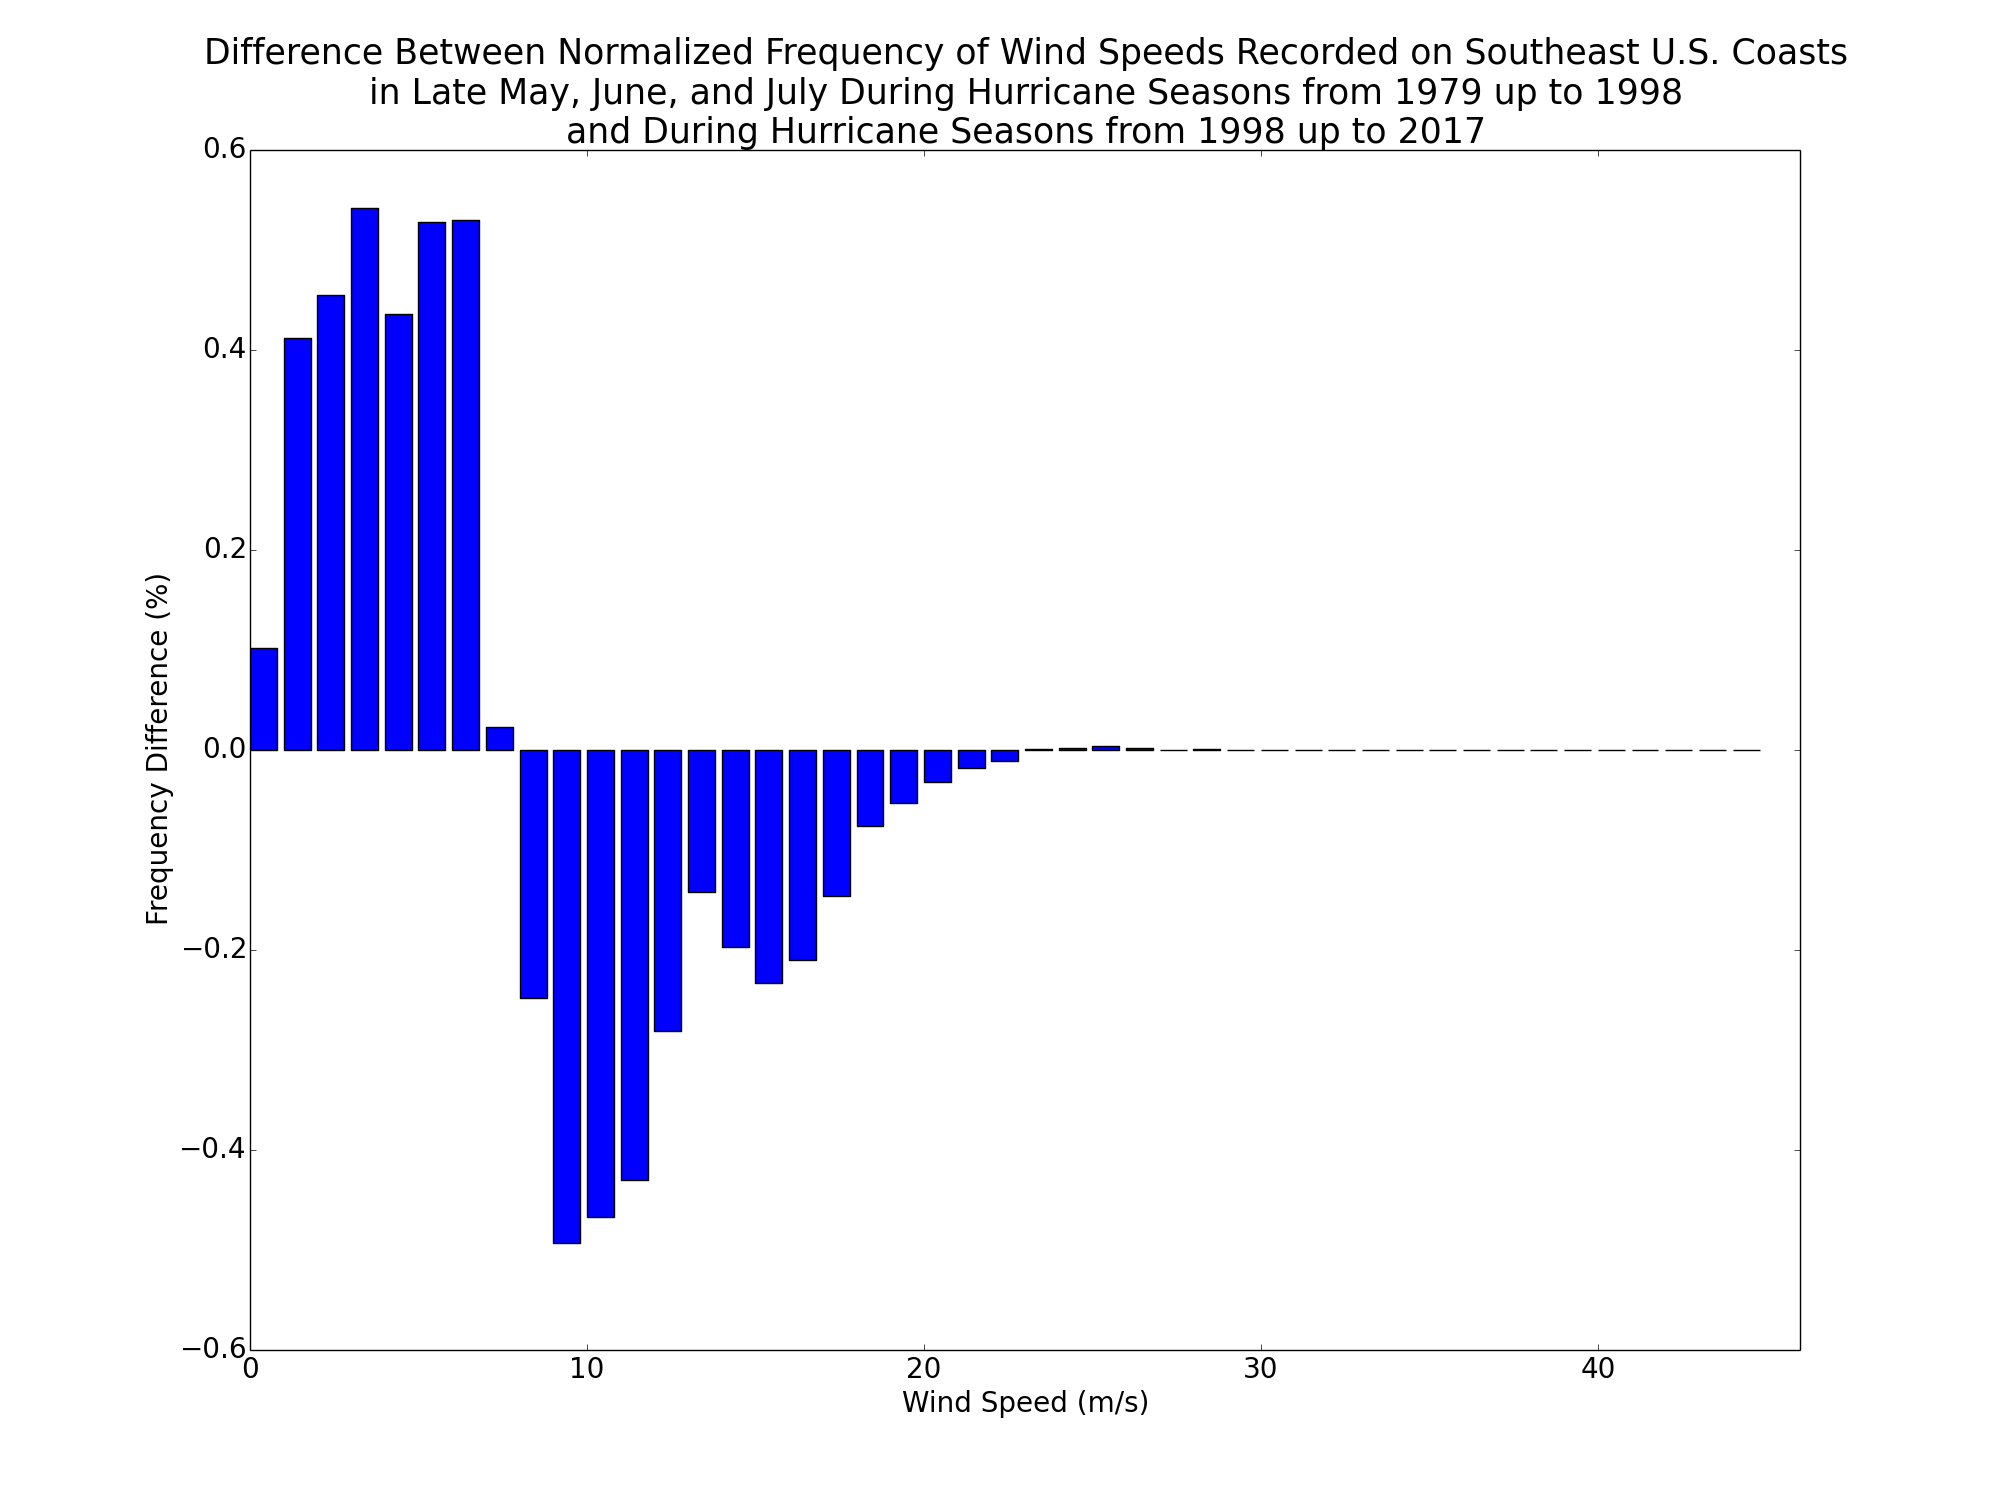 Difference Between Normalized Frequency of Wind Speeds Recorded on Southeast U.S. Coasts
in Late May, June, and July During Hurricane Seasons from 1979 up to 1998
and During Hurricane Seasons from 1998 up to 2017
0.6
0.4
0.2
0.0
−0.2
−0.4
−0.6
Frequency Difference (%)
0 10 20 30 40
Wind Speed (m/s)